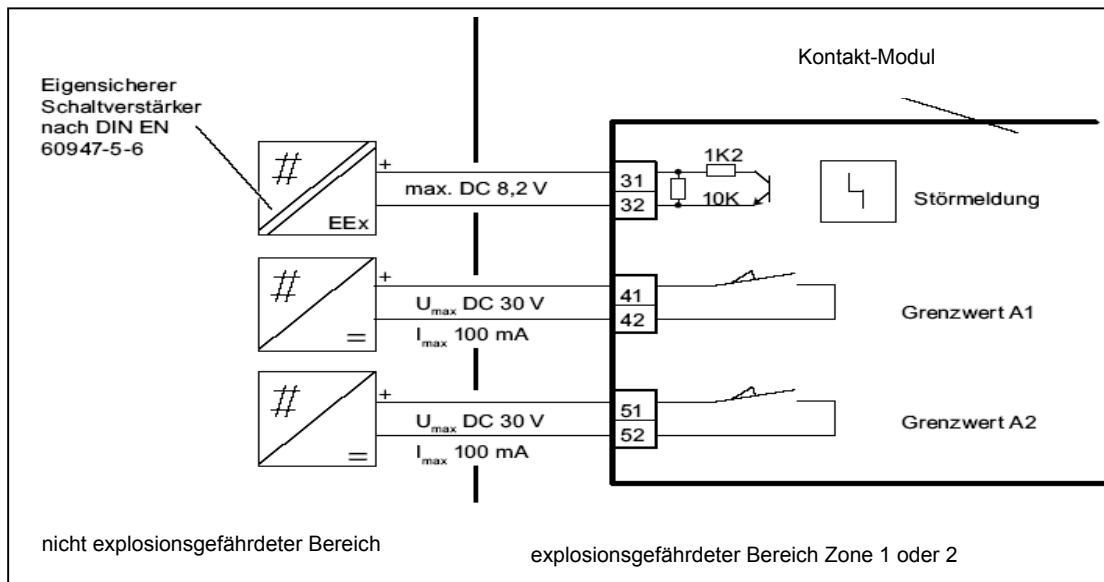 Kontakt-Modul
Eigensicherer
Schaltverstärker
nach DIN EN
60947-5-6
#
+
max. DC 8,2 V
EEx
31
32
1K2
10K
Störmeldung
#
+
=
Umax DC 30 V
Imax 100 mA
41
42
Grenzwert A1
#
+
=
Umax DC 30 V
Imax 100 mA
51
52
Grenzwert A2
nicht explosionsgefährdeter Bereich
explosionsgefährdeter Bereich Zone 1 oder 2